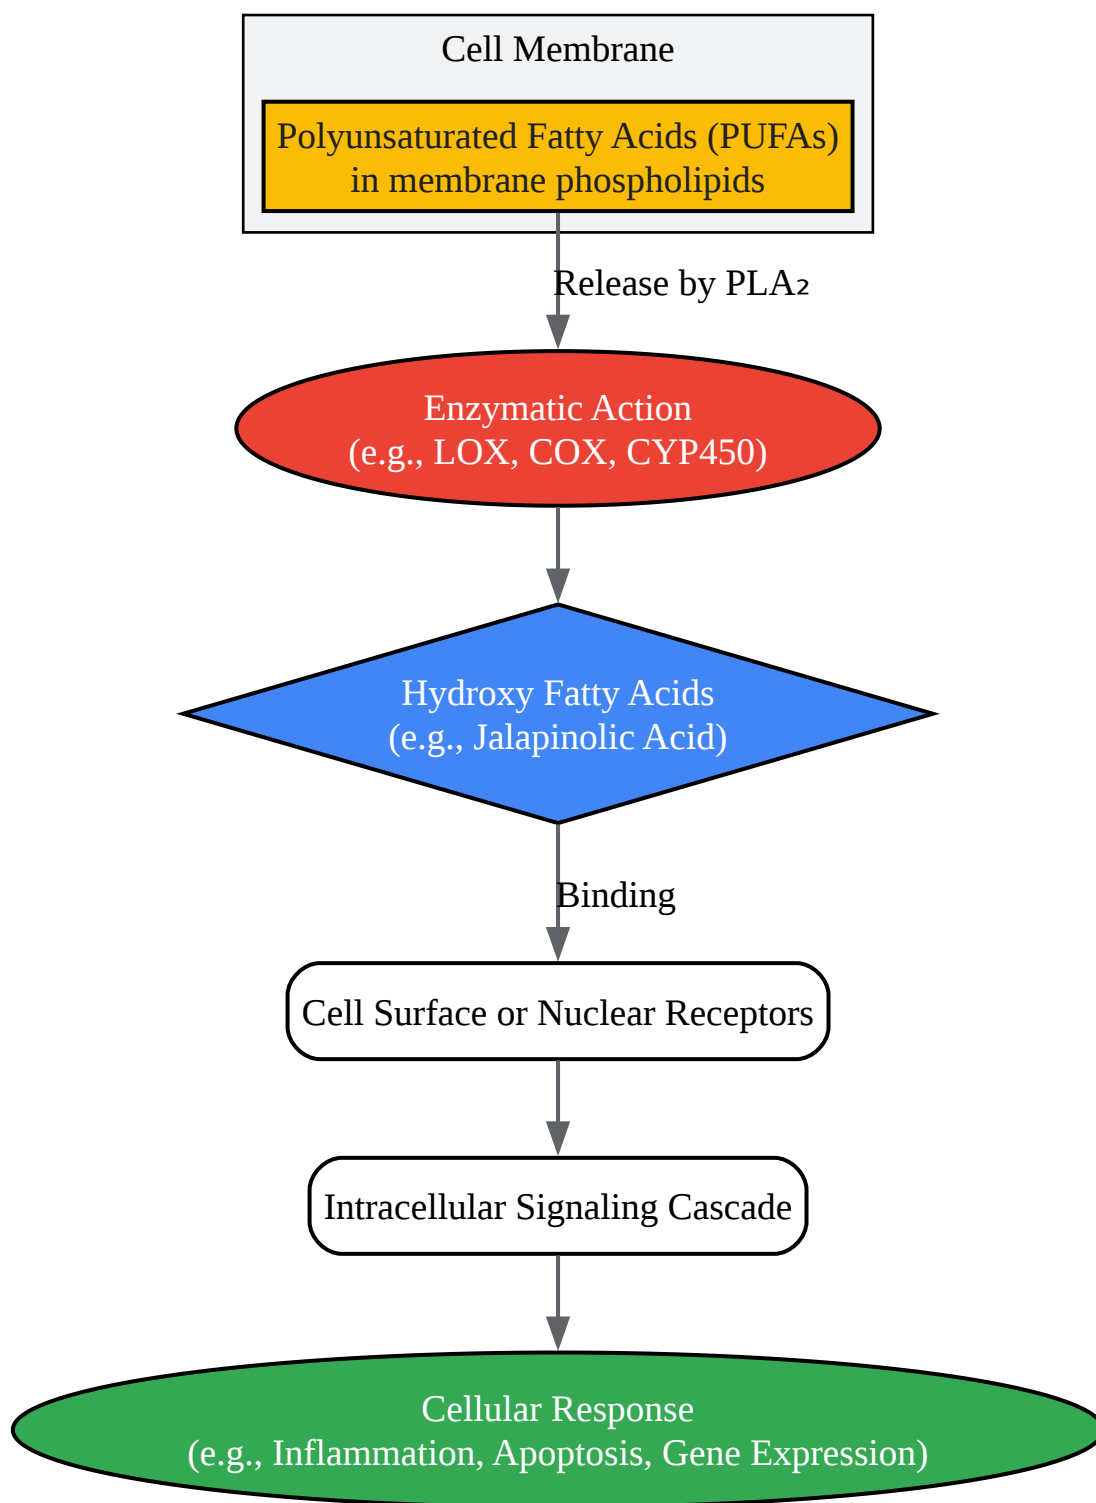 Cell Membrane
Polyunsaturated Fatty Acids (PUFAs)
in membrane phospholipids
Release by PLA₂
Enzymatic Action
(e.g., LOX, COX, CYP450)
Hydroxy Fatty Acids
(e.g., Jalapinolic Acid)
Binding
Cell Surface or Nuclear Receptors
Intracellular Signaling Cascade
Cellular Response
(e.g., Inflammation, Apoptosis, Gene Expression)